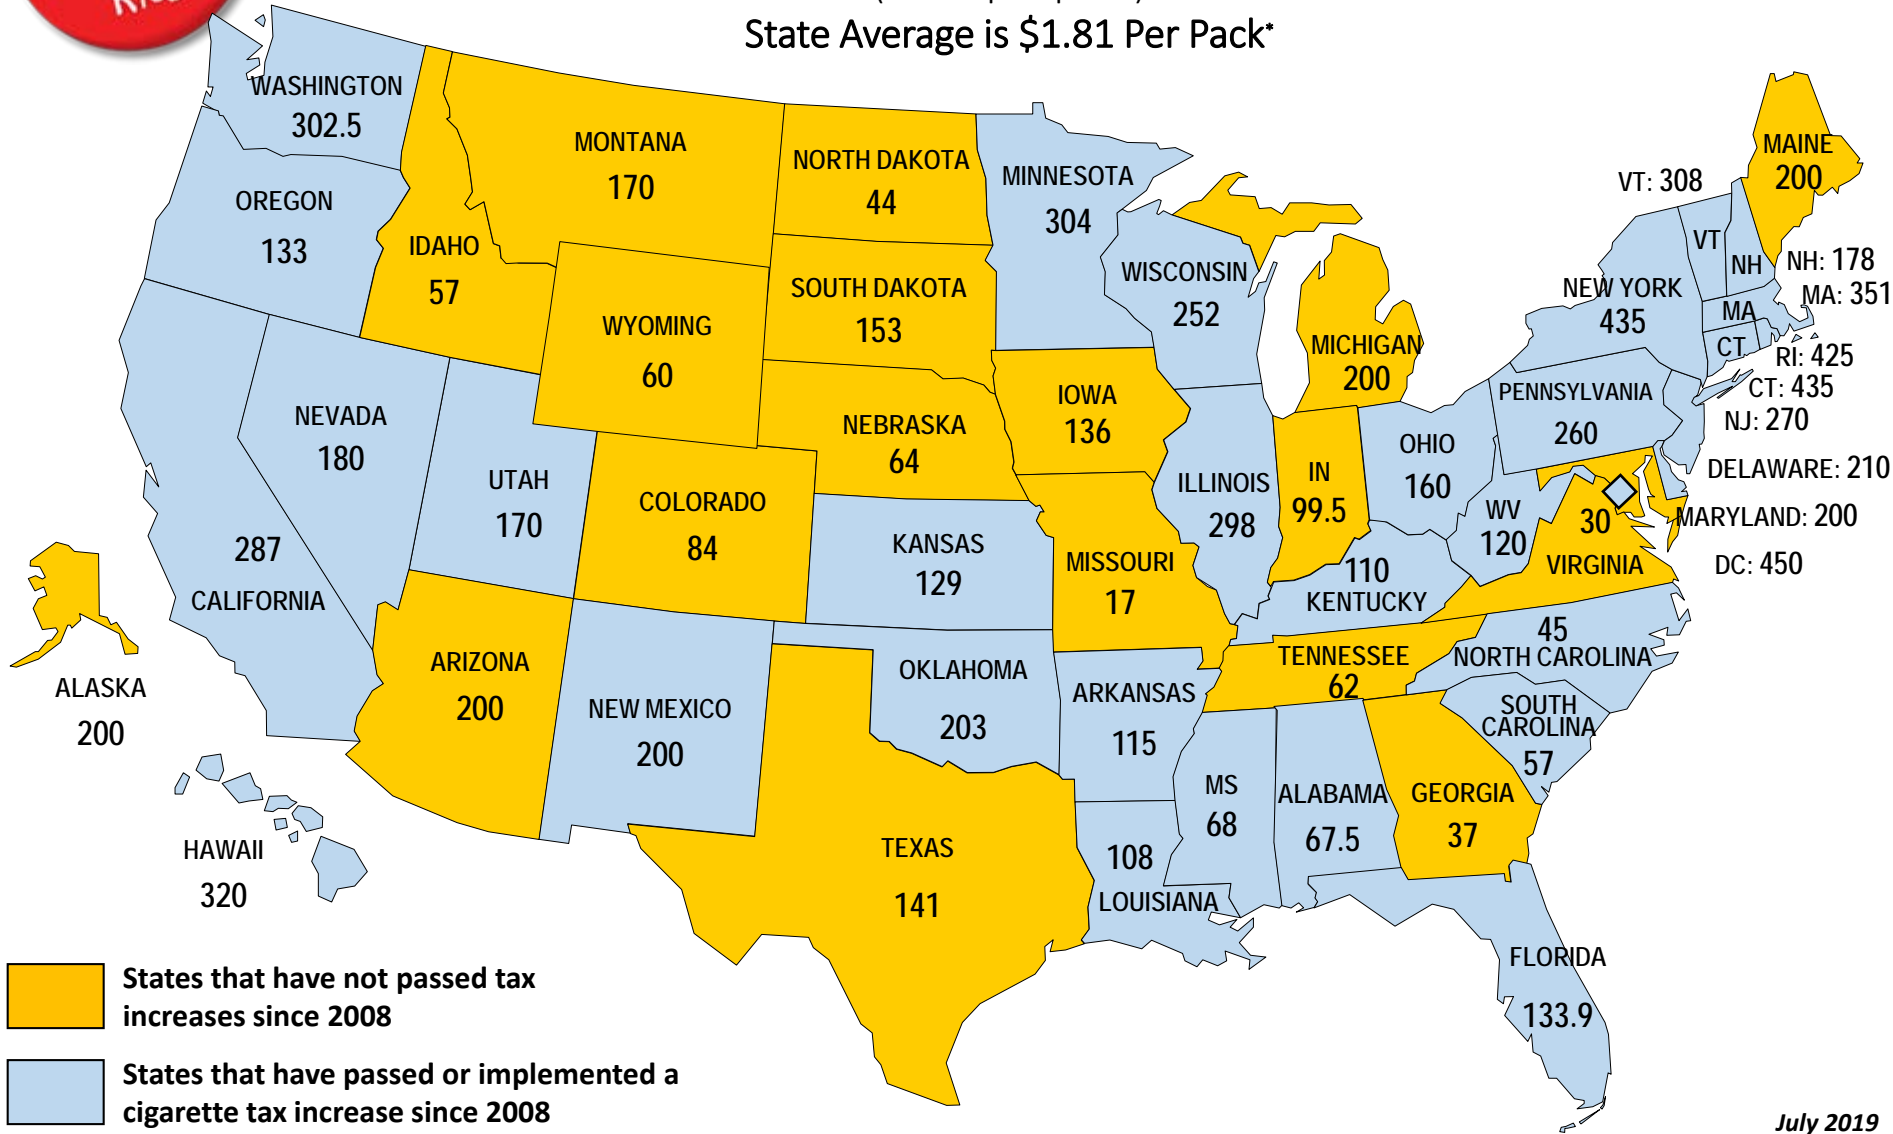 State Average is $1.81 Per Pack*
WASHINGTON
302.5
MONTANA
170
NORTH DAKOTA
44
MINNESOTA
304
MAINE
200
VT: 308
OREGON
133
IDAHO
57
VT
NH
NH: 178
MA: 351
WISCONSIN
252
NEW YORK
435
MA
CT
RI: 425
CT: 435
NJ: 270
SOUTH DAKOTA
153
WYOMING
60
MICHIGAN
200
IOWA
136
PENNSYLVANIA
260
NEVADA
180
NEBRASKA
64
OHIO
160
DELAWARE: 210
UTAH
170
COLORADO
84
ILLINOIS
298
IN
99.5
WV
120
30
VIRGINIA
MARYLAND: 200
DC: 450
287
CALIFORNIA
KANSAS
129
MISSOURI
17
110
KENTUCKY
45
NORTH CAROLINA
ALASKA
200
ARIZONA
200
NEW MEXICO
200
OKLAHOMA
203
ARKANSAS
115
TENNESSEE
62
SOUTH
CAROLINA
57
HAWAII
320
TEXAS
141
MS
68
ALABAMA
67.5
GEORGIA
37
108
LOUISIANA
FLORIDA
133.9
States that have not passed tax
increases since 2008
States that have passed or implemented a
cigarette tax increase since 2008
July 2019